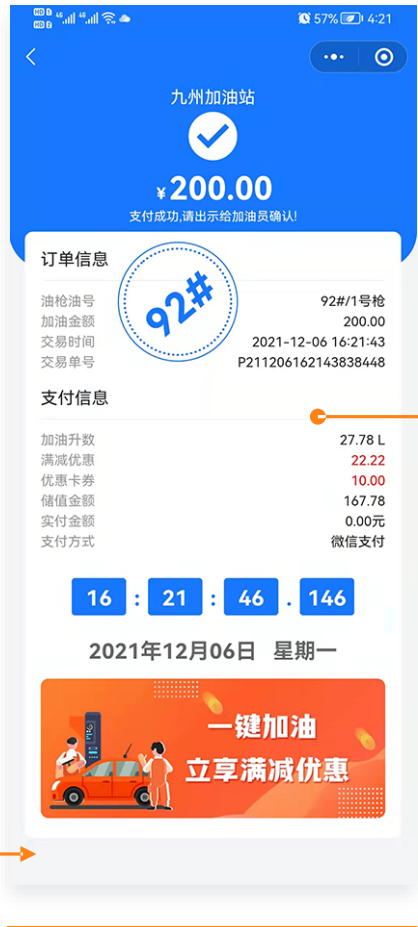 57% 4:21
九州加油站
¥200.00
支付成功,请出示给加油员确认!
订单信息
92#
油枪油号 92#/1号枪
加油金额 200.00
交易时间 2021-12-06 16:21:43
交易单号 P211206162143838448
支付信息
加油升数 27.78 L
满减优惠 22.22
优惠卡券 10.00
储值金额 167.78
实付金额 0.00元
支付方式 微信支付
16 : 21 : 46 . 146
2021年12月06日 星期一
一键加油
立享满减优惠